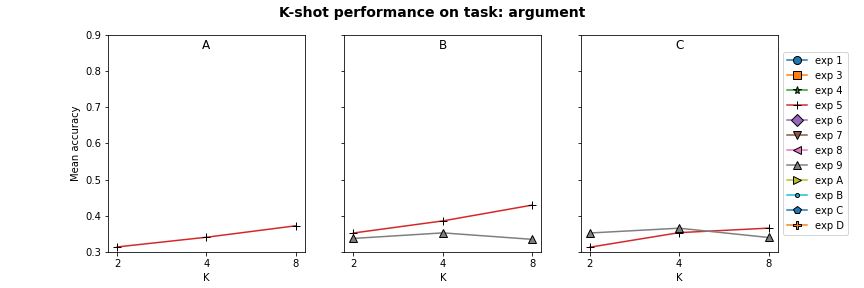 K-shot performance on task: argument
A
B
C
0.9
0.8
0.7
0.6
0.5
0.4
0.3
Mean accuracy
2
4
8
K
2
4
8
K
2
4
8
K
exp 1
exp 3
exp 4
exp 5
exp 6
exp 7
exp 8
exp 9
exp A
exp B
exp C
exp D